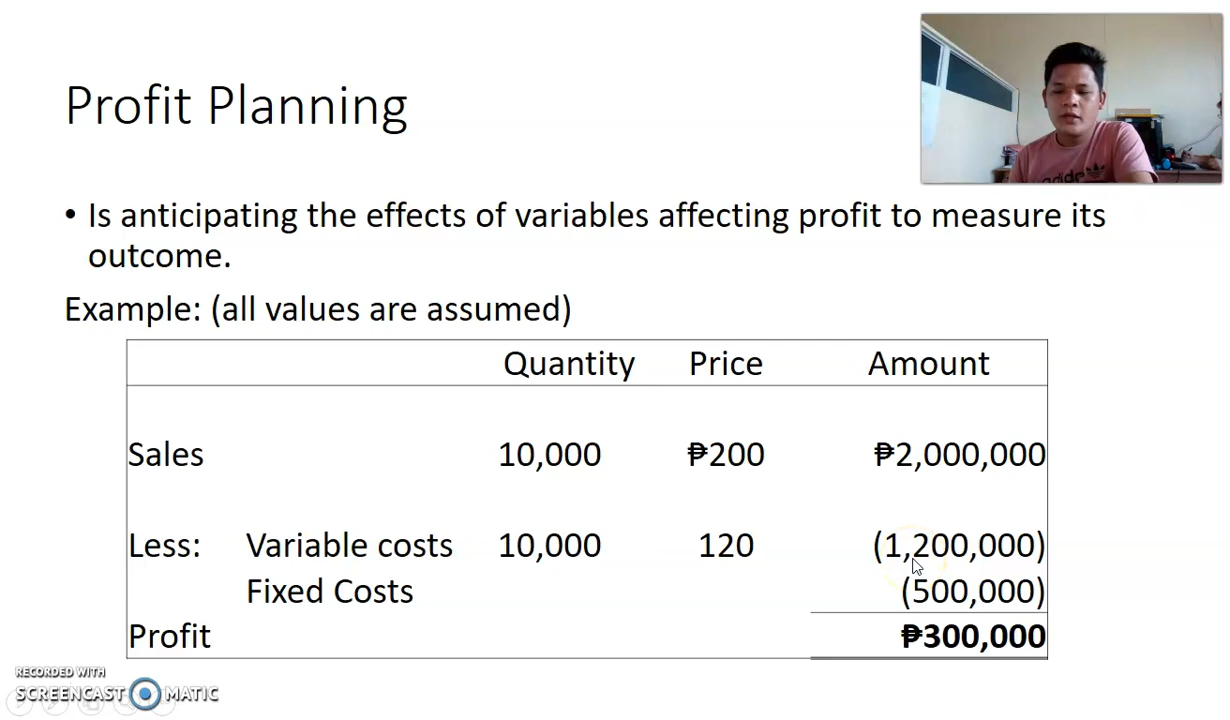 Profit Planning
• Is anticipating the effects of variables affecting profit to measure its
outcome.
Example: (all values are assumed)
Quantity Price Amount
Sales 10,000 ₱200 ₱2,000,000
Less: Variable costs 10,000 120 (1,200,000)
Fixed Costs (500,000)
Profit ₱300,000
RECORDED WITH
SCREENCAST MATIC
adidas